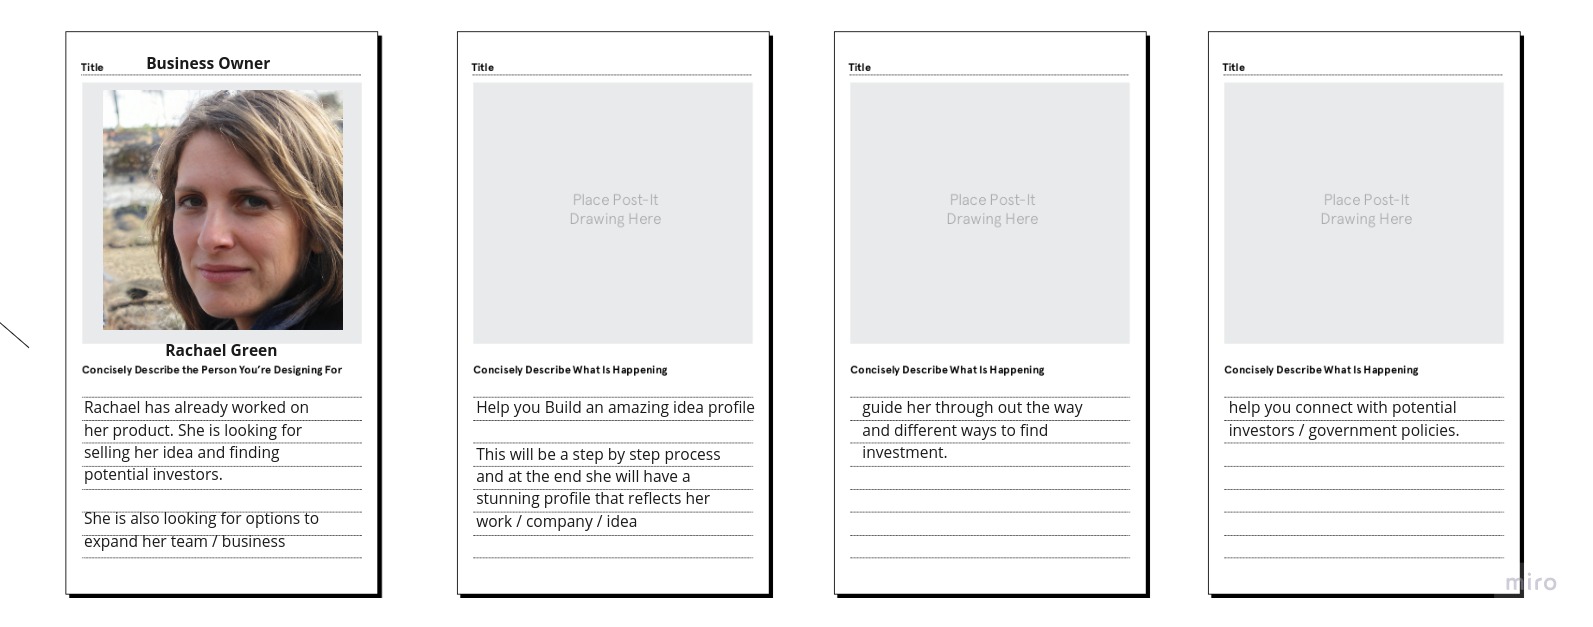 Title Business Owner
Rachael Green
Concisely Describe the Person You're Designing For
Rachael has already worked on
her product. She is looking for
selling her idea and finding
potential investors.
She is also looking for options to
expand her team / business
Title
Place Post-It
Drawing Here
Concisely Describe What Is Happening
Help you Build an amazing idea profile
This will be a step by step process
and at the end she will have a
stunning profile that reflects her
work / company / idea
Title
Place Post-It
Drawing Here
Concisely Describe What Is Happening
guide her through out the way
and different ways to find
investment.
Title
Place Post-It
Drawing Here
Concisely Describe What Is Happening
help you connect with potential
investors / government policies.
miro